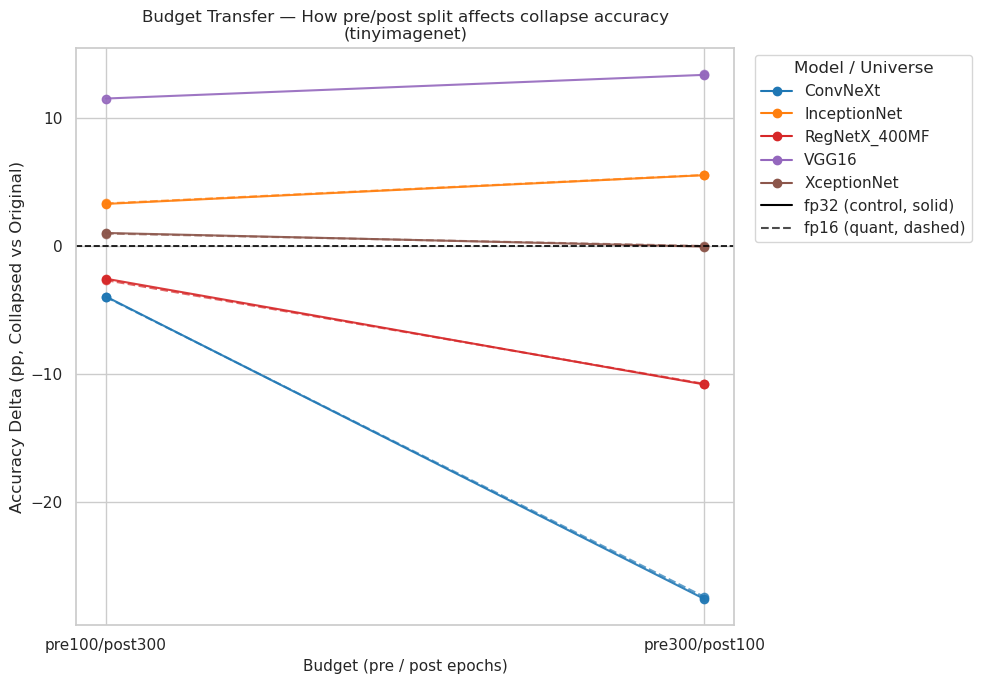 Budget Transfer — How pre/post split affects collapse accuracy
(tinyimagenet)
Accuracy Delta (pp, Collapsed vs Original)
10
0
−10
−20
pre100/post300
pre300/post100
Budget (pre / post epochs)
Model / Universe
ConvNeXt
InceptionNet
RegNetX_400MF
VGG16
XceptionNet
fp32 (control, solid)
fp16 (quant, dashed)